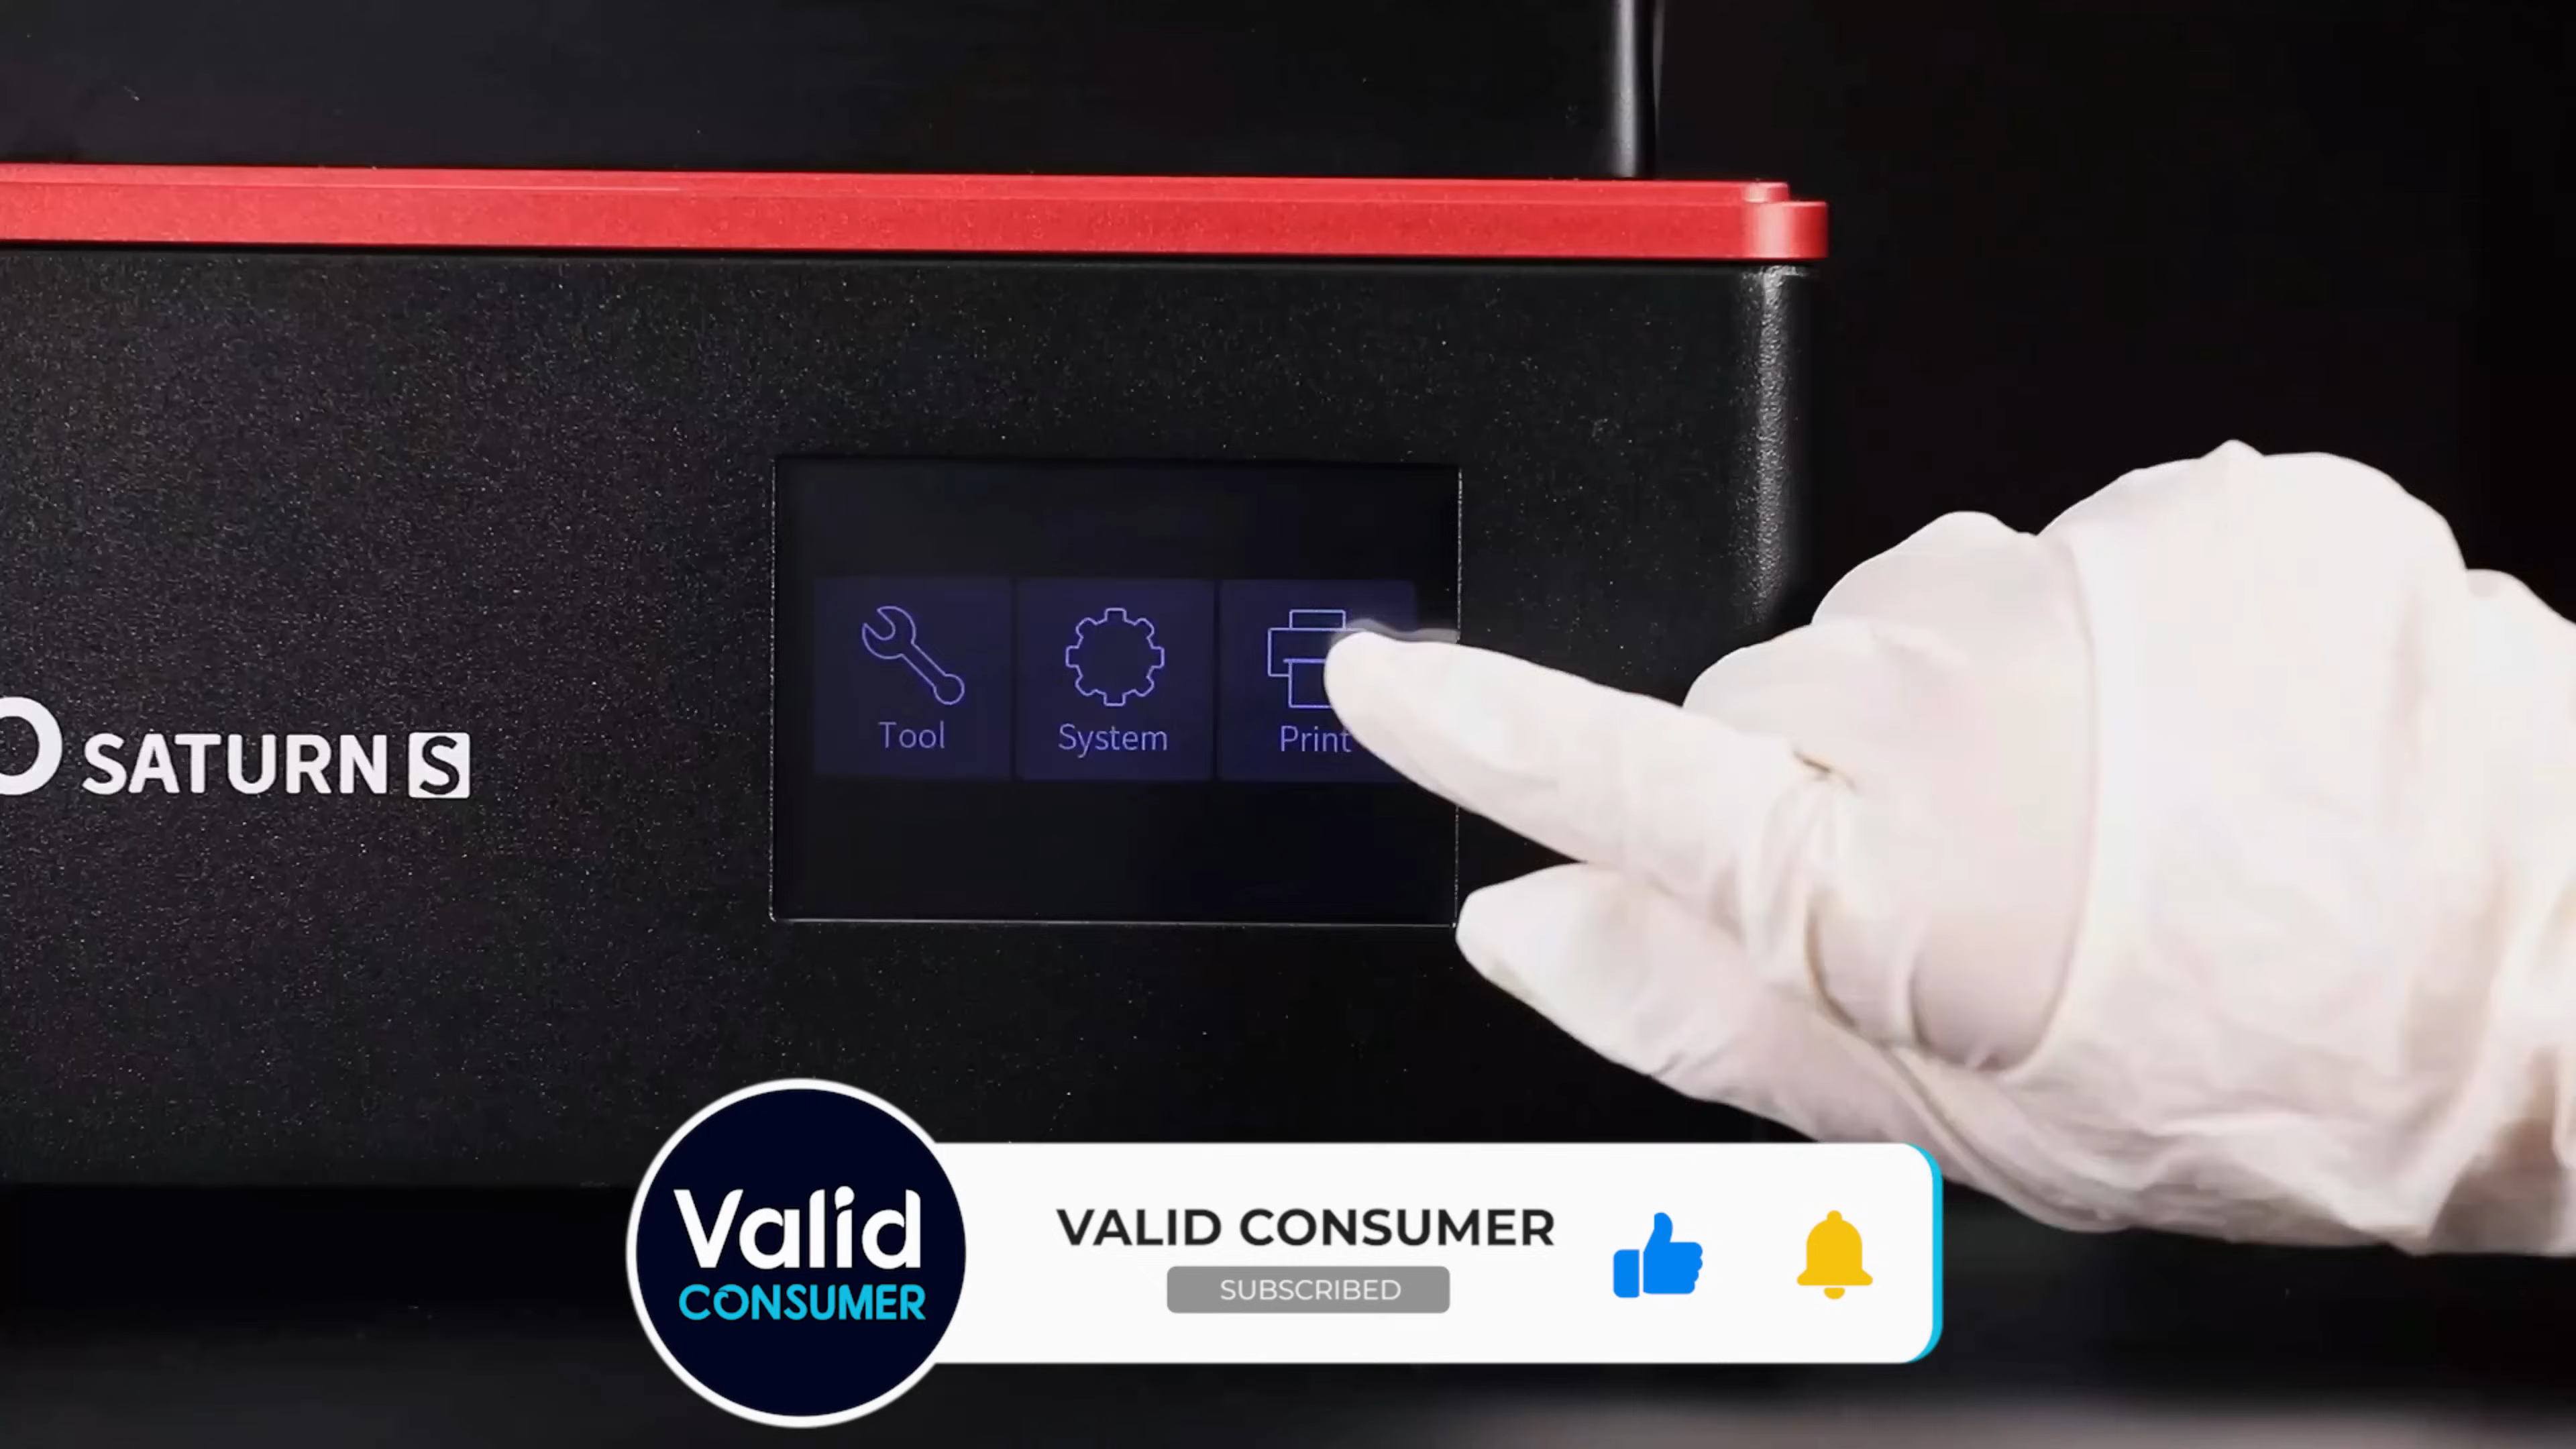 O SATURN S
Tool
System
Print
Valid
CONSUMER
VALID CONSUMER
SUBSCRIBED